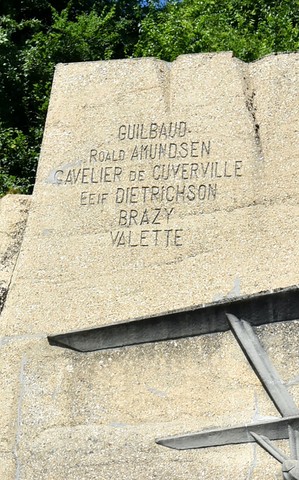 GUILBAUD
ROALD AMUNDSEN
CAVELIER DE CUVERVILLE
LEIF DIETRICHSON
BRAZY
VALETTE